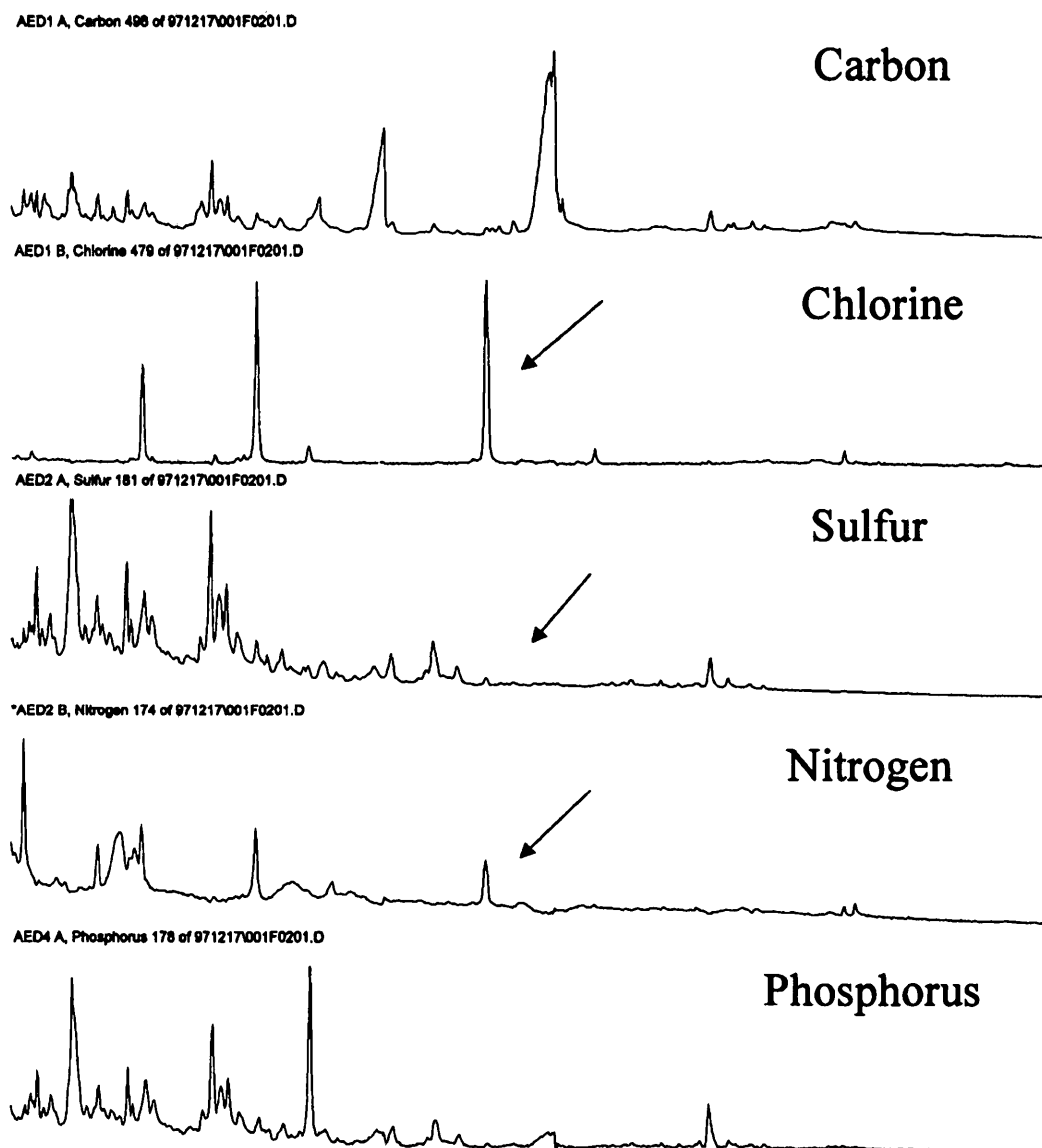 AED1 A, Carbon 498 of 971217\001F0201.D
Carbon
AED1 B, Chlorine 479 of 971217\001F0201.D
Chlorine
AED2 A, Sulfur 181 of 971217\001F0201.D
Sulfur
*AED2 B, Nitrogen 174 of 971217\001F0201.D
Nitrogen
AED4 A, Phosphorus 178 of 971217\001F0201.D
Phosphorus